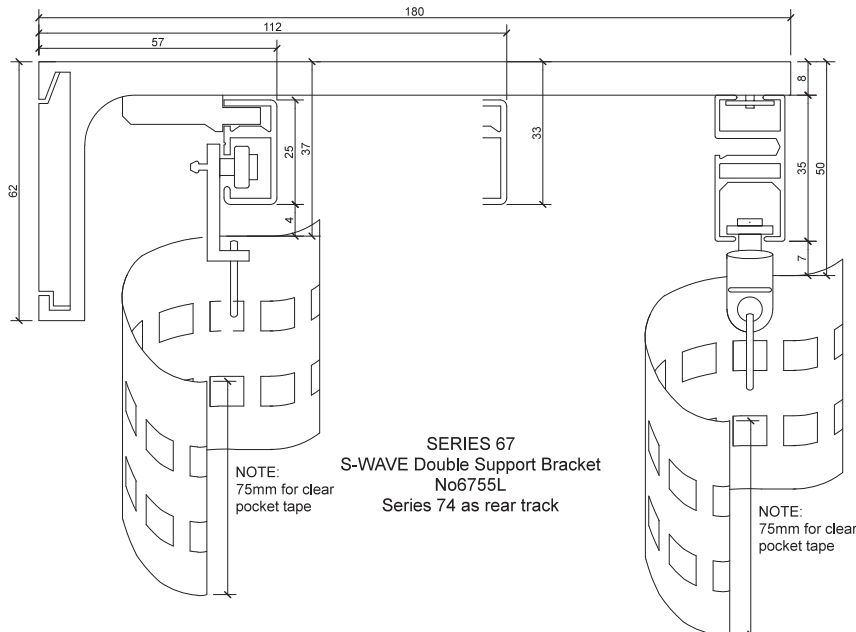 180
112
57
8
62
25
37
33
35
50
4
7
SERIES 67
S-WAVE Double Support Bracket
No6755L
Series 74 as rear track
NOTE:
75mm for clear
pocket tape
NOTE:
75mm for clear
pocket tape